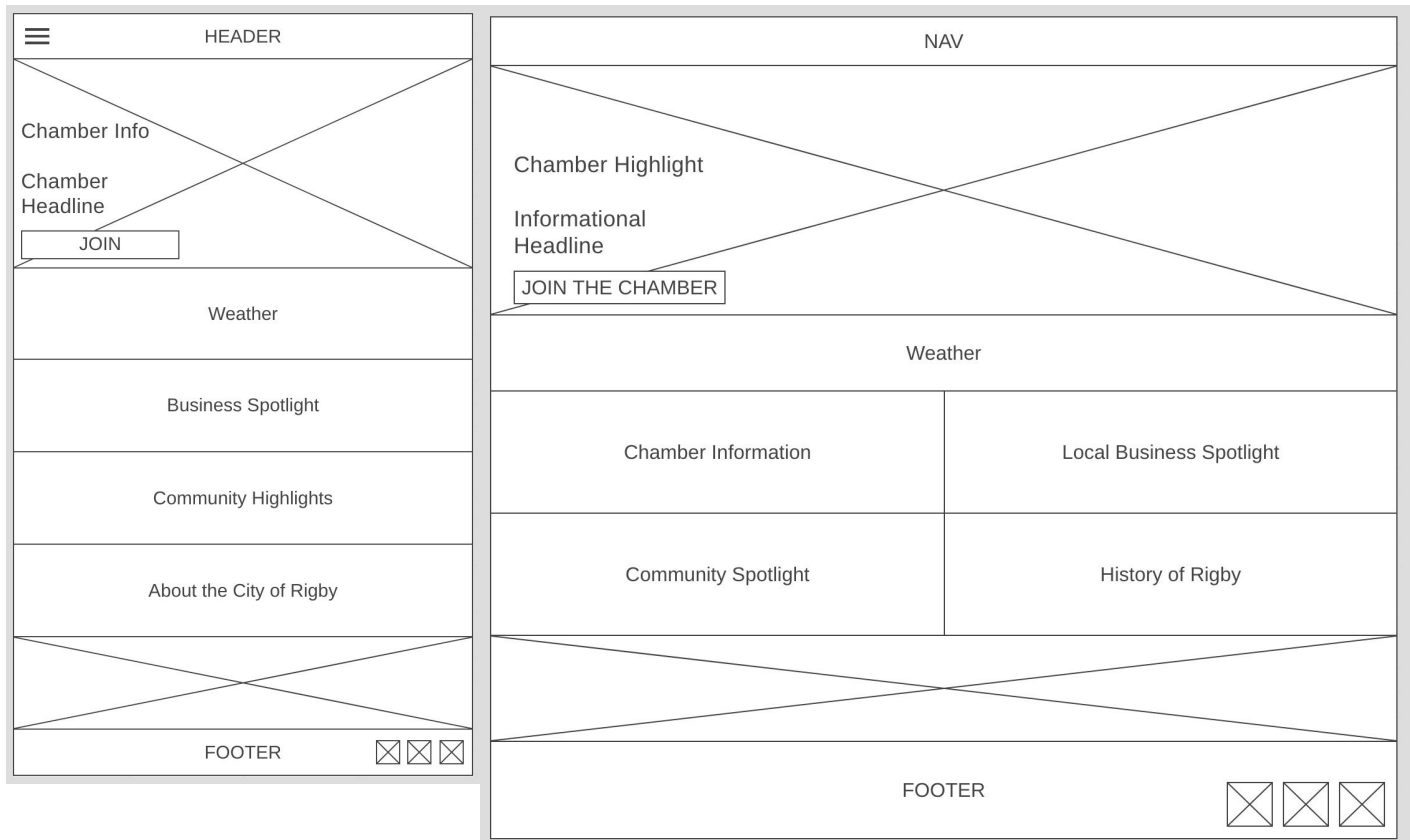 HEADER
Chamber Info
Chamber
Headline
JOIN
Weather
Business Spotlight
Community Highlights
About the City of Rigby
FOOTER
NAV
Chamber Highlight
Informational
Headline
JOIN THE CHAMBER
Weather
Chamber Information
Local Business Spotlight
Community Spotlight
History of Rigby
FOOTER